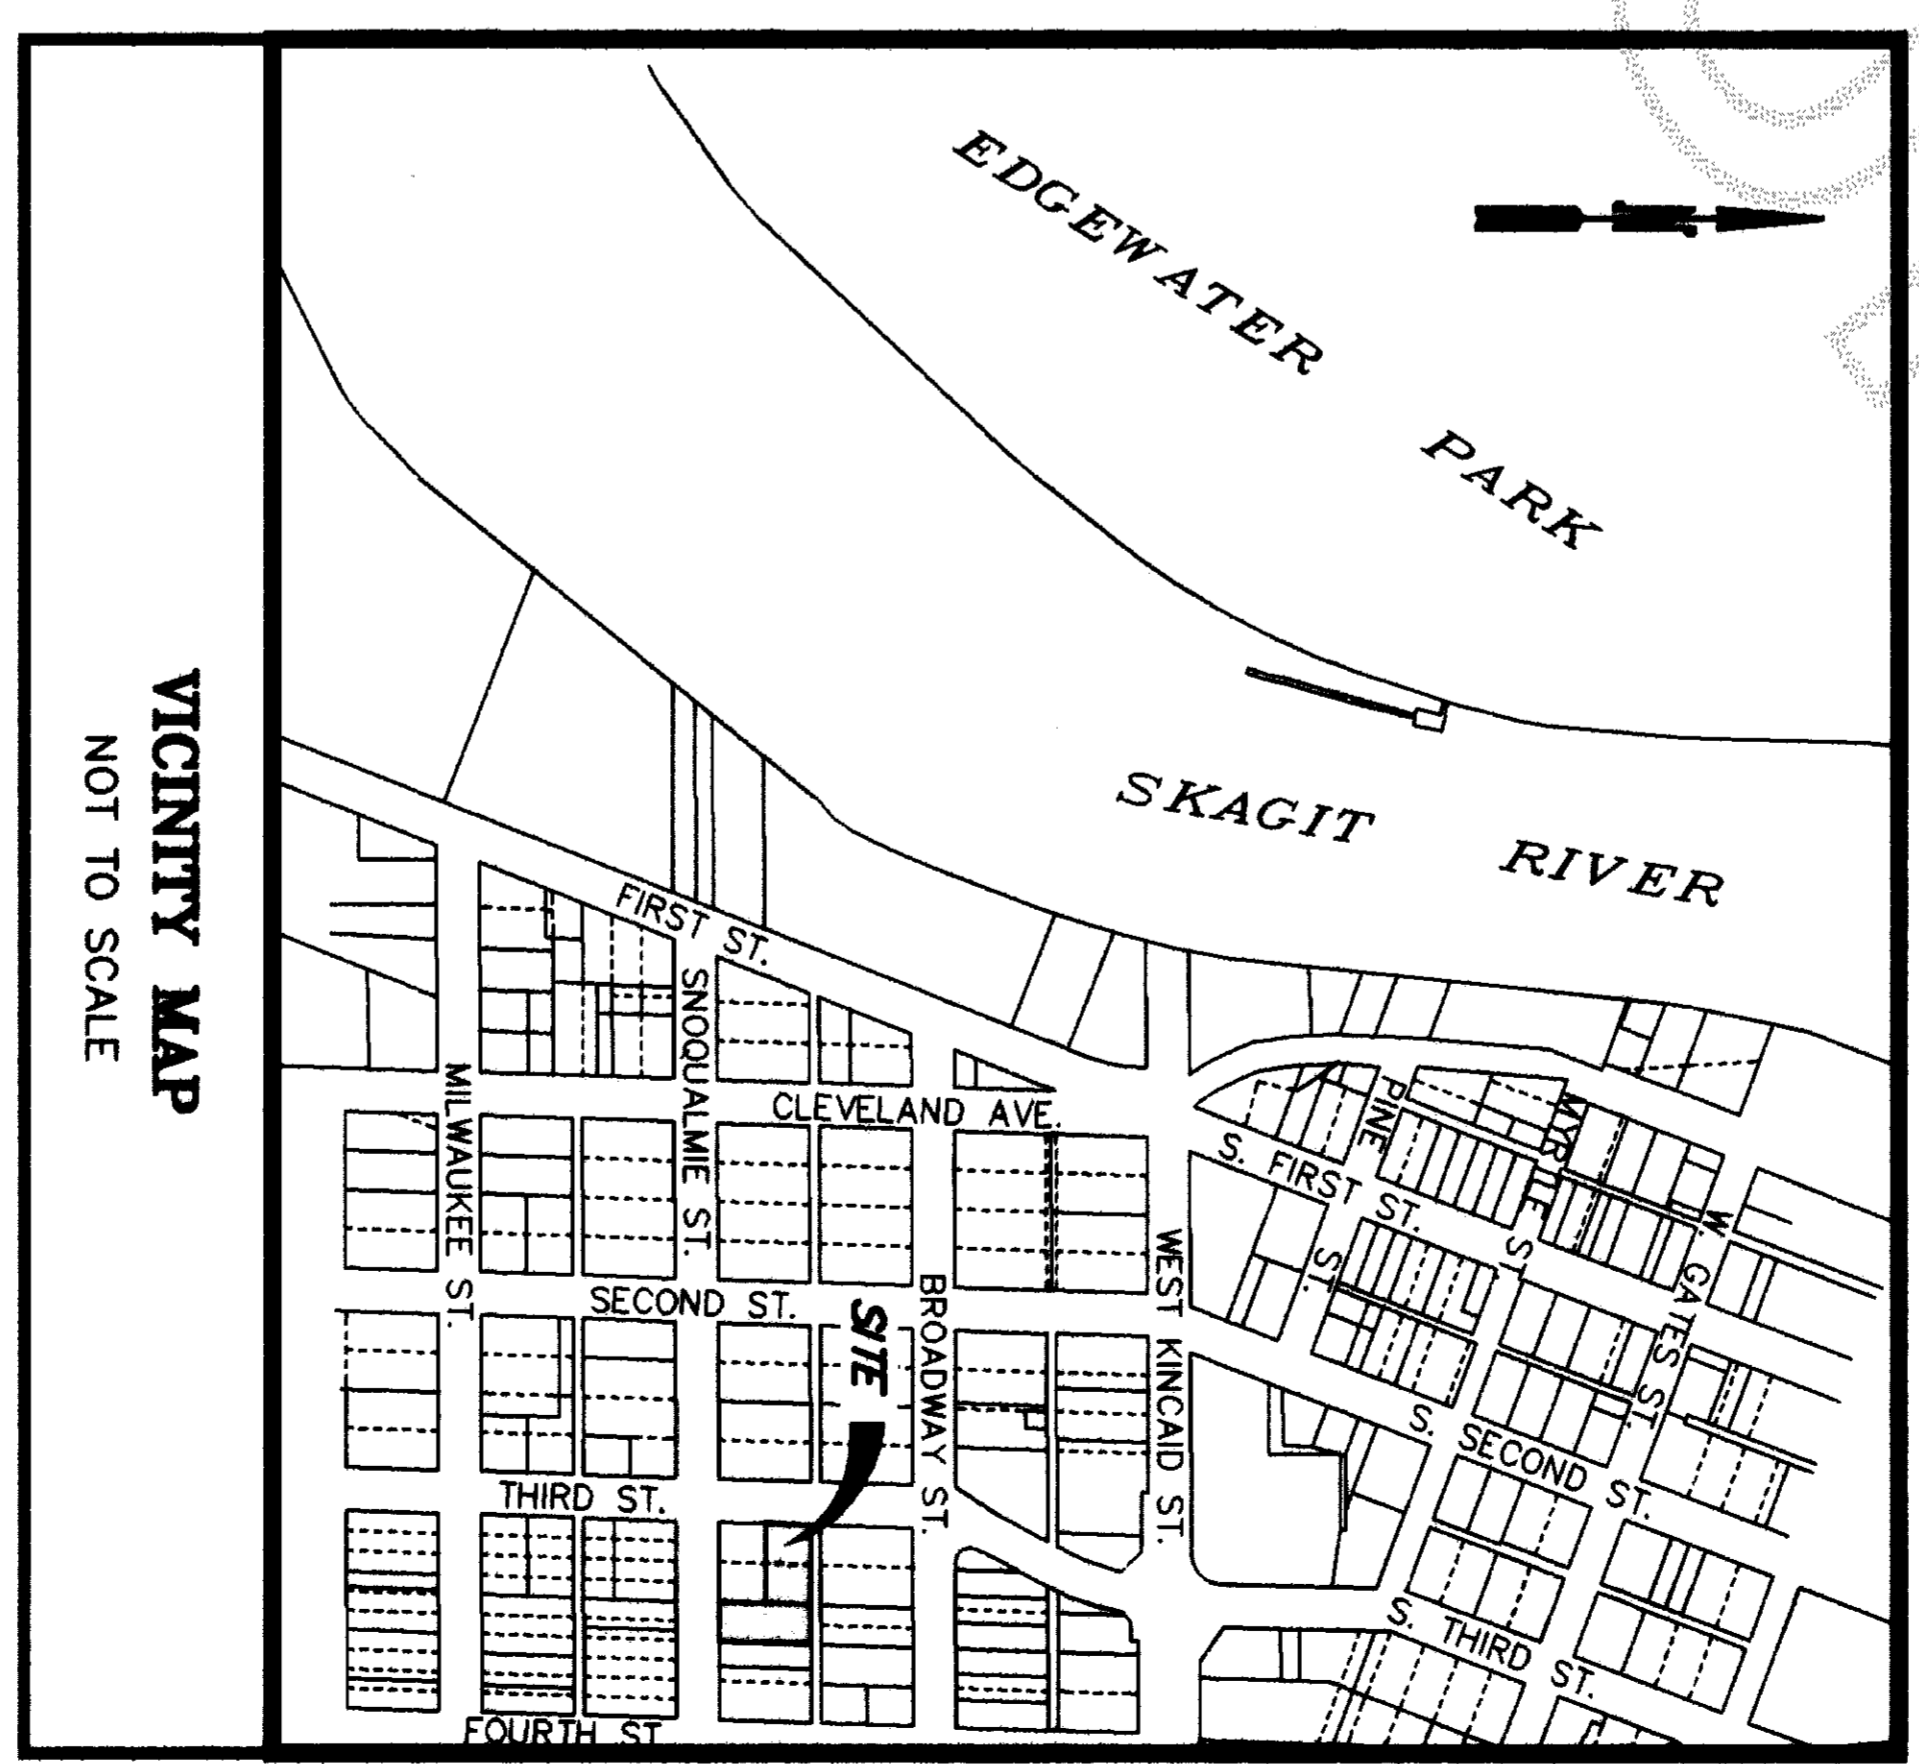 EDGEWATER PARK
SKAGIT RIVER
FIRST ST.
CLEVELAND AVE.
SECOND ST.
THIRD ST.
FOURTH ST
MILWAUKEE ST.
SNOQUALMIE ST.
BROADWAY ST.
WEST KINCAID ST.
SITE
S. FIRST ST.
S. SECOND ST.
S. THIRD ST.
PINE ST.
MYRTLE ST.
W. GATES ST.
VICINITY MAP
NOT TO SCALE